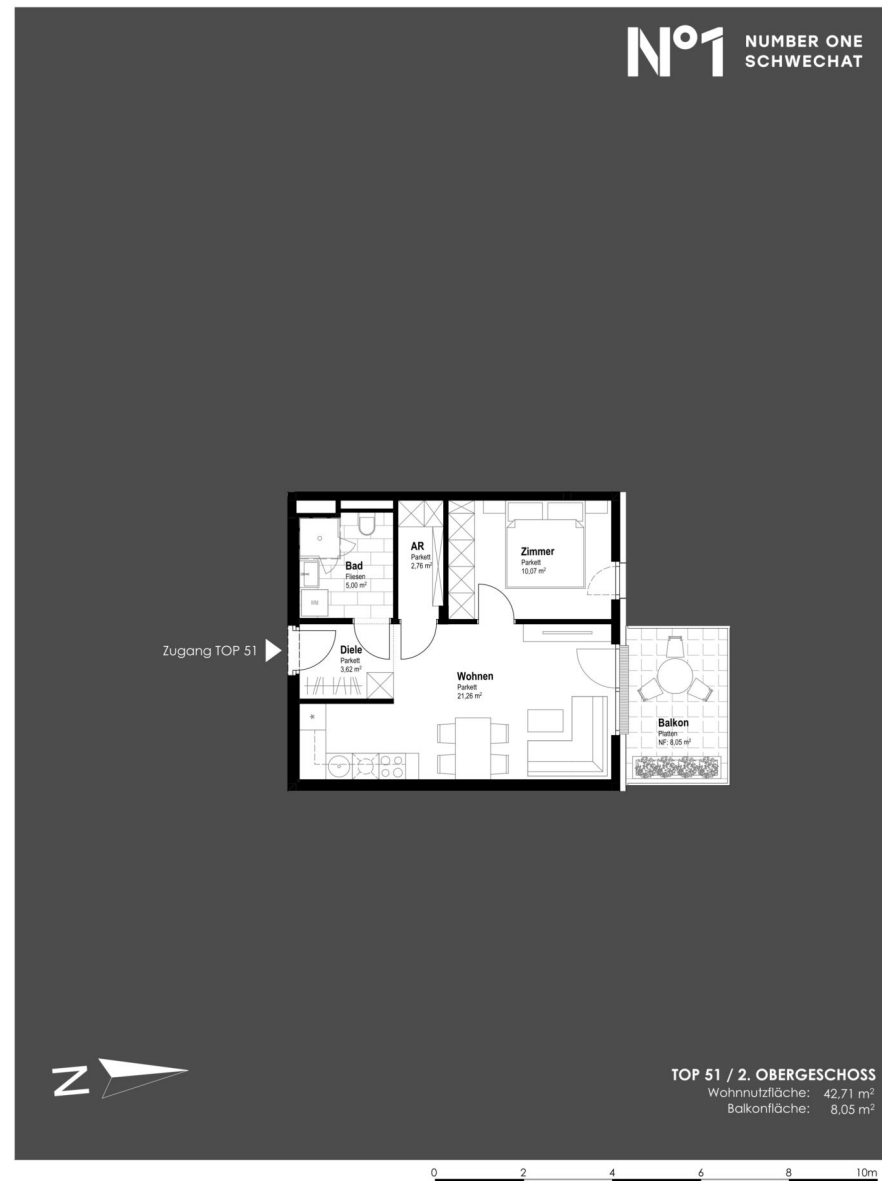 Nº1
NUMBER ONE
SCHWECHAT
AR
Parkett
2,76 m²
Zimmer
Parkett
10,07 m²
Bad
Fliesen
5,00 m²
Zugang TOP 51
Diele
Parkett
3,62 m²
Wohnen
Parkett
21,26 m²
Balkon
Platten
NF: 8,05 m²
N
TOP 51 / 2. OBERGESCHOSS
Wohnnutzfläche: 42,71 m²
Balkonfläche: 8,05 m²
0 2 4 6 8 10m